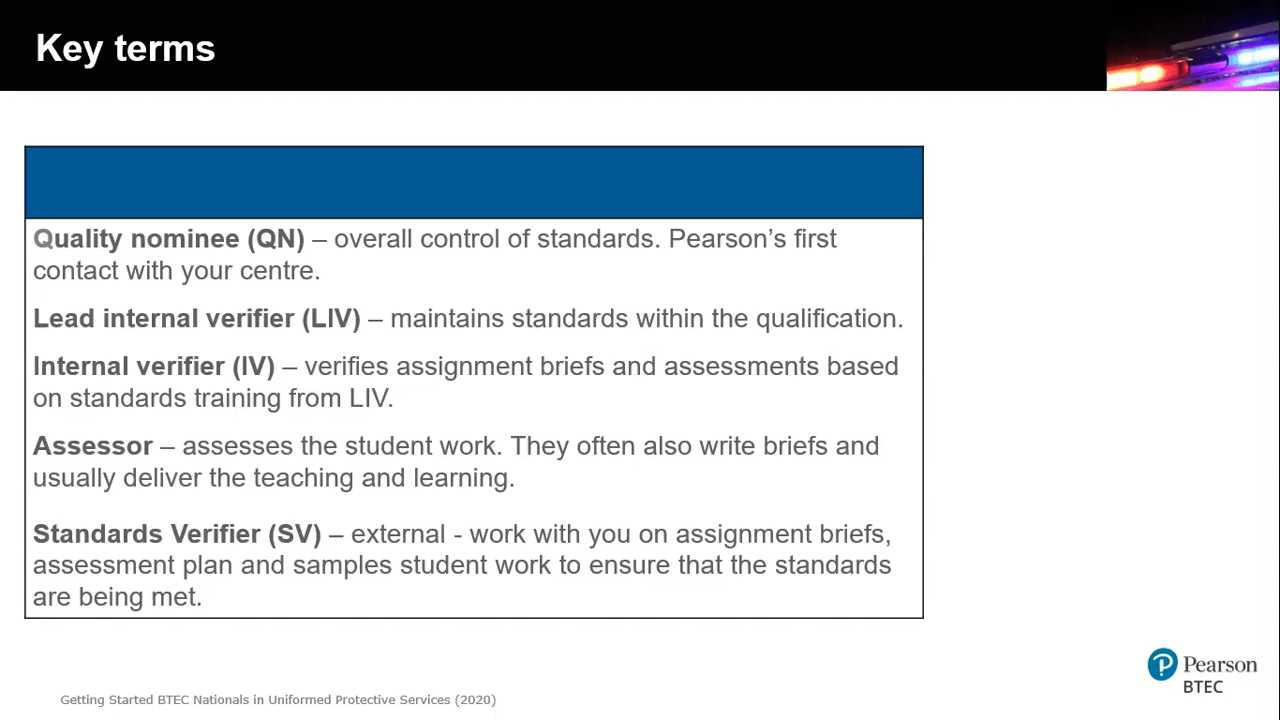 Key terms
Quality nominee (QN) – overall control of standards. Pearson’s first
contact with your centre.
Lead internal verifier (LIV) – maintains standards within the qualification.
Internal verifier (IV) – verifies assignment briefs and assessments based
on standards training from LIV.
Assessor – assesses the student work. They often also write briefs and
usually deliver the teaching and learning.
Standards Verifier (SV) – external - work with you on assignment briefs,
assessment plan and samples student work to ensure that the standards
are being met.
Pearson
BTEC
Getting Started BTEC Nationals in Uniformed Protective Services (2020)